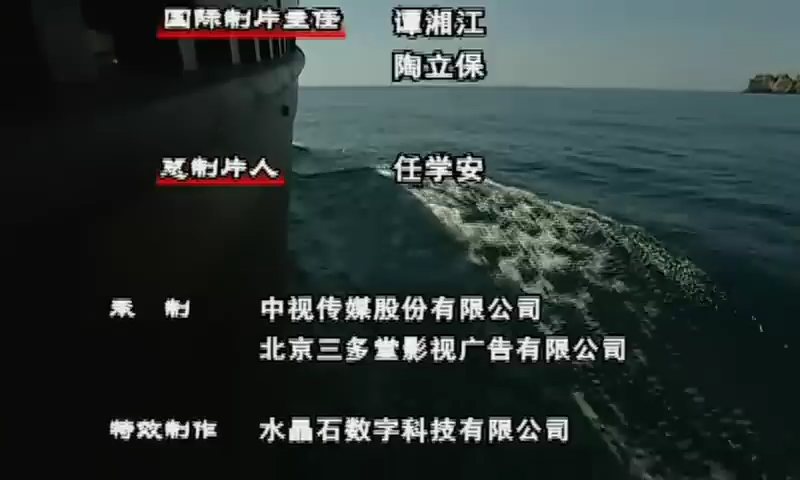 国际制片主任 谭湘江
陶立保
总制片人 任学安
承 制 中视传媒股份有限公司
北京三多堂影视广告有限公司
特效制作 水晶石数字科技有限公司